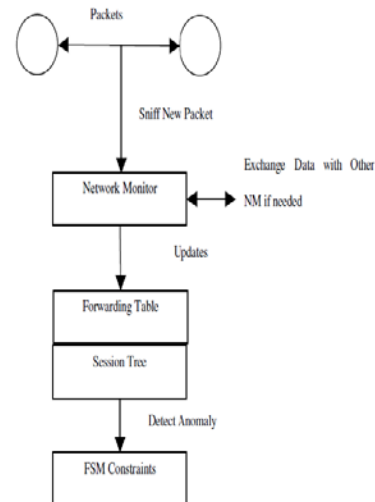 Packets
Sniff New Packet
Exchange Data with Other
NM if needed
Network Monitor
Updates
Forwarding Table
Session Tree
Detect Anomaly
FSM Constraints